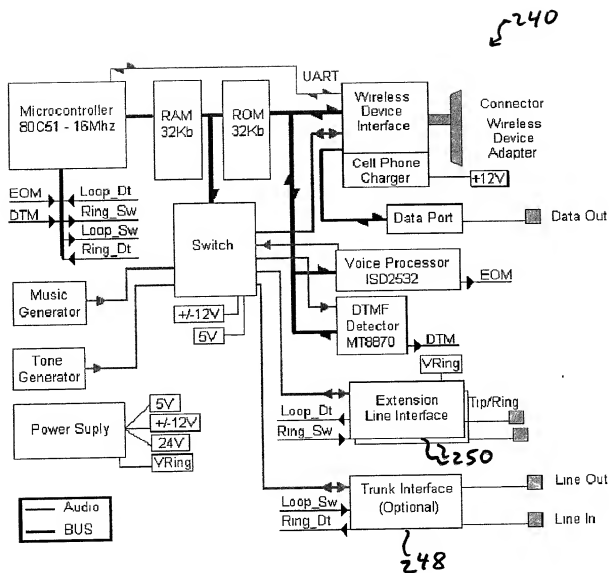 240
UART
Microcontroller
80C51 - 16Mhz
RAM
32Kb
ROM
32Kb
Wireless
Device
Interface
Connector
Wireless
Device
Adapter
Cell Phone
Charger
+12V
EOM
Loop_Dt
DTM
Ring_Sw
Loop_Sw
Ring_Dt
Switch
Data Port
Data Out
Voice Processor
ISD2532
EOM
Music
Generator
+/-12V
5V
DTMF
Detector
MT8870
DTM
Tone
Generator
VRing
Extension
Line Interface
Tip/Ring
Loop_Dt
Ring_Sw
250
Power Suply
5V
+/-12V
24V
VRing
Audio
BUS
Trunk Interface
(Optional)
Line Out
Loop_Sw
Ring_Dt
Line In
248